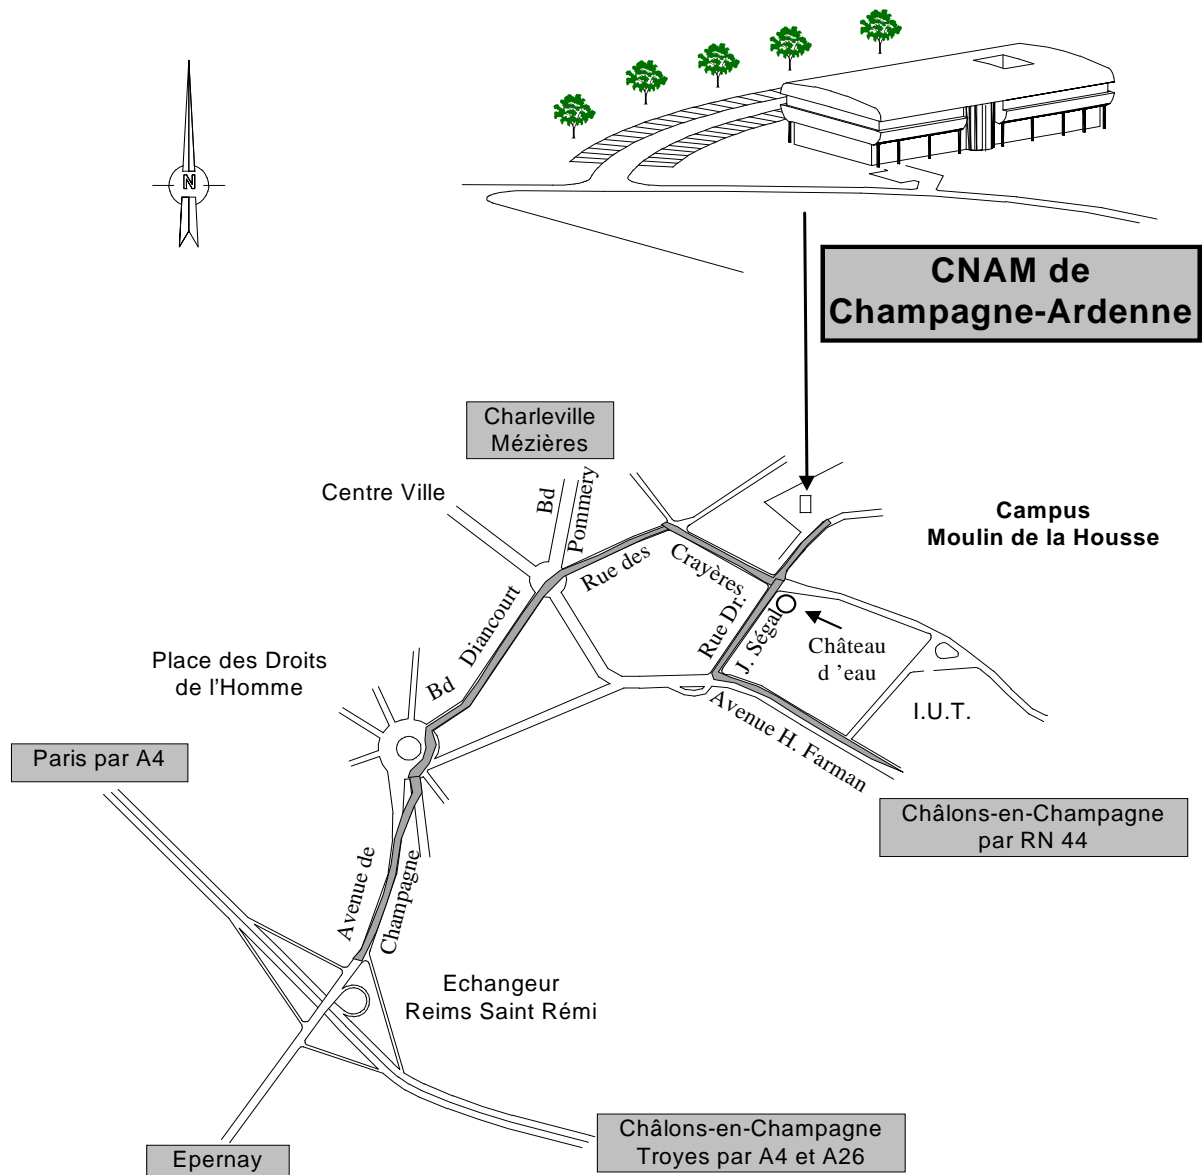 N
CNAM de
Champagne-Ardenne
Charleville
Mézières
Centre Ville
Bd
Pommery
Campus
Moulin de la Housse
Rue des
Crayères
Rue Dr.
J. Ségal
Château
d 'eau
Diancourt
Bd
Place des Droits
de l'Homme
I.U.T.
Avenue H. Farman
Paris par A4
Châlons-en-Champagne
par RN 44
Avenue de
Champagne
Echangeur
Reims Saint Rémi
Châlons-en-Champagne
Troyes par A4 et A26
Epernay